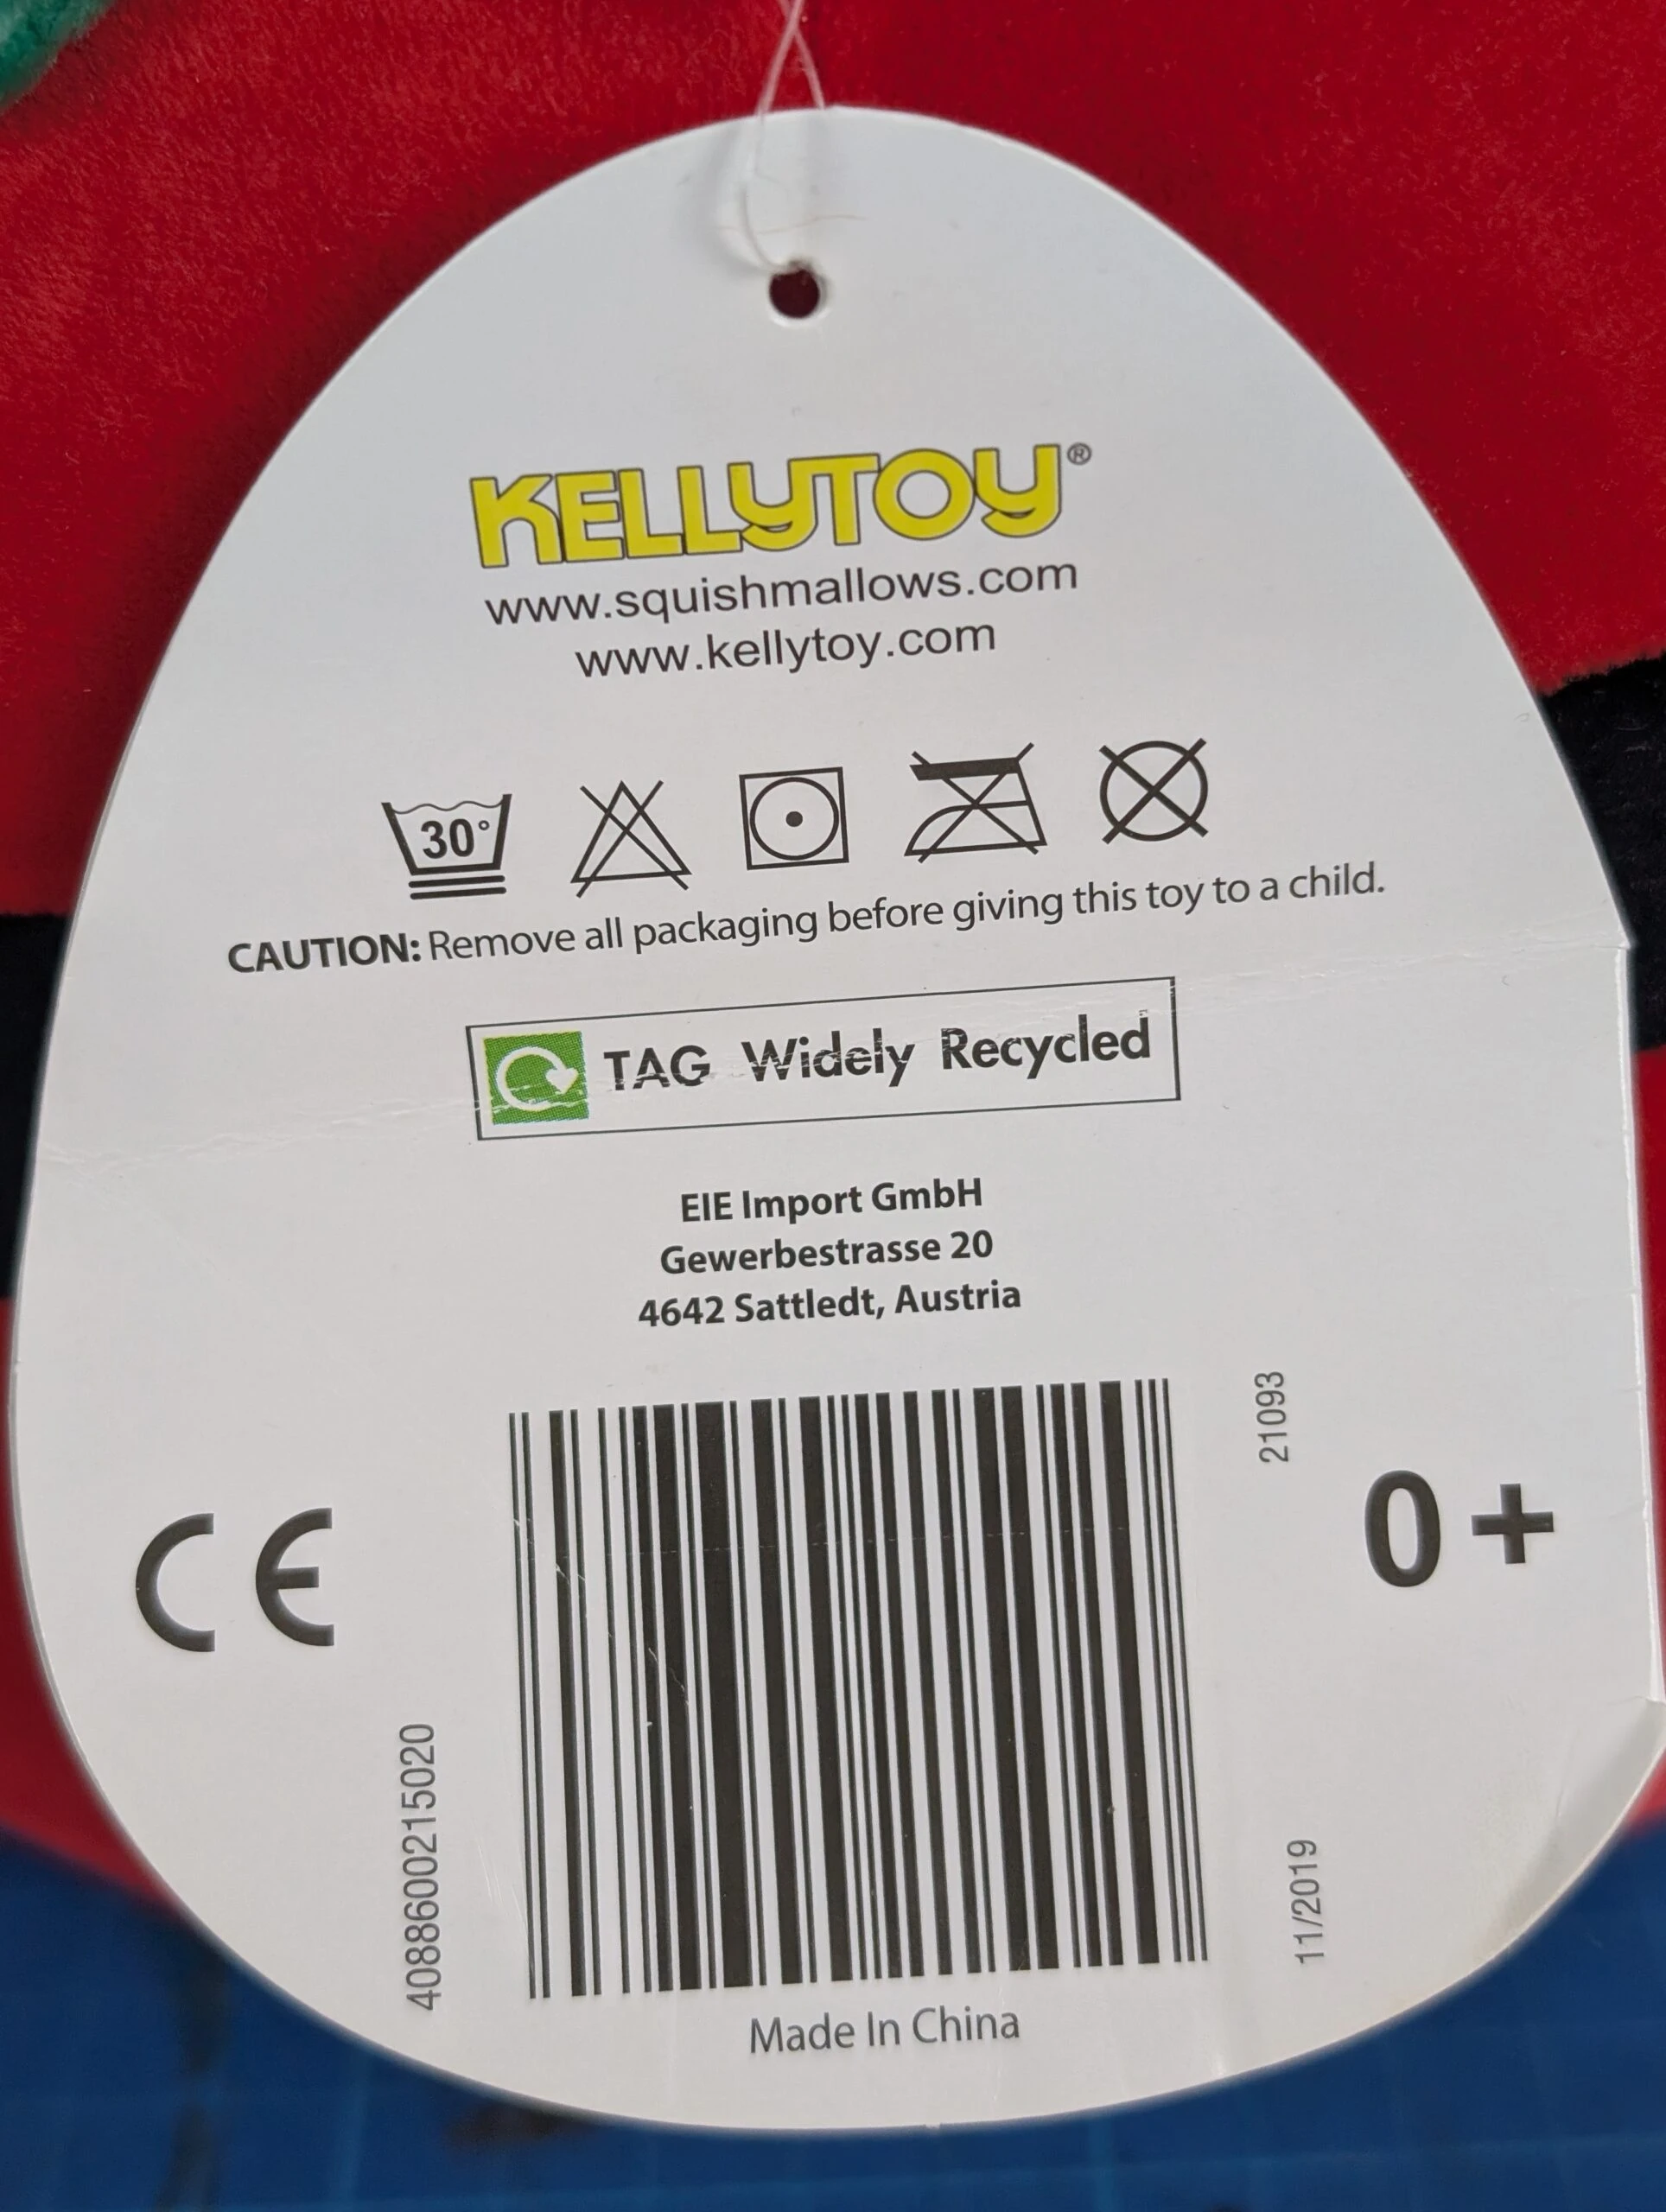 KELLYTOY®
www.squishmallows.com
www.kellytoy.com
30°
CAUTION: Remove all packaging before giving this toy to a child.
TAG Widely Recycled
EIE Import GmbH
Gewerbestrasse 20
4642 Sattledt, Austria
CE
4088600215020
21093
11/2019
0+
Made In China